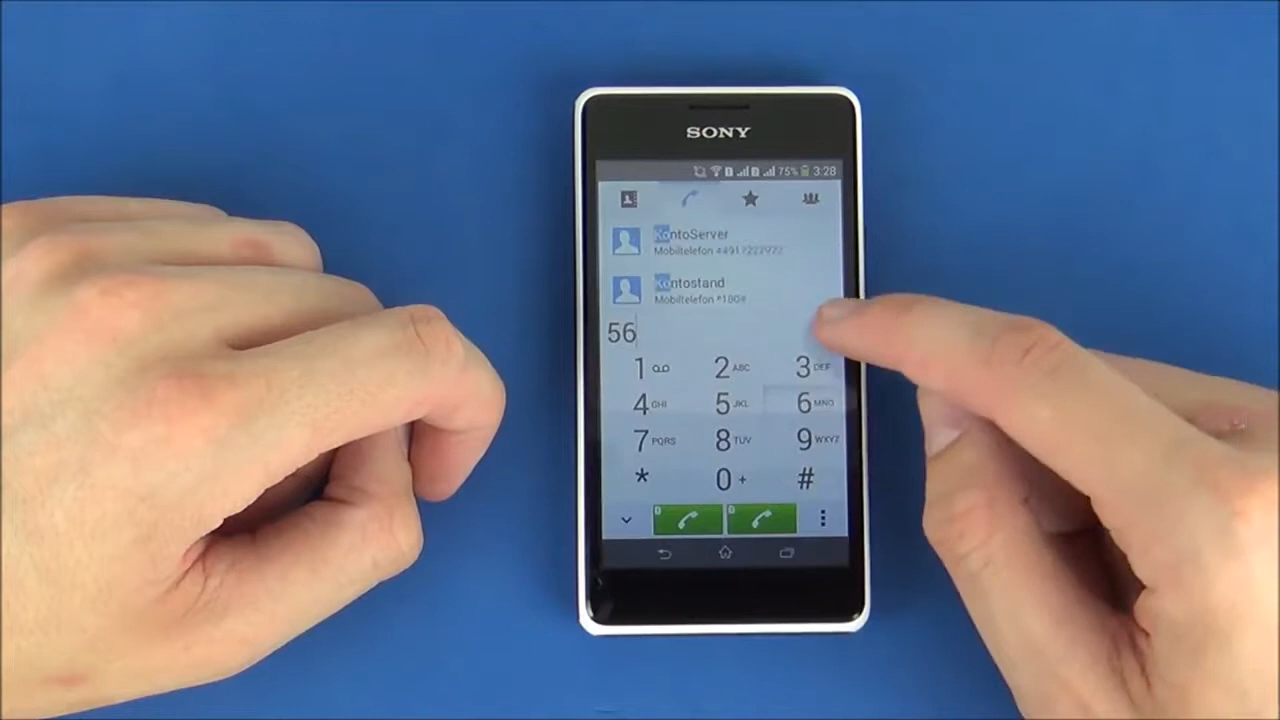 SONY
75% 3:28
KontoServer
Mobiltelefon
Kontostand
Mobiltelefon *100#
56
1 2 ABC 3 DEF
4 GHI 5 JKL 6 MNO
7 PQRS 8 TUV 9 WXYZ
* 0 + #